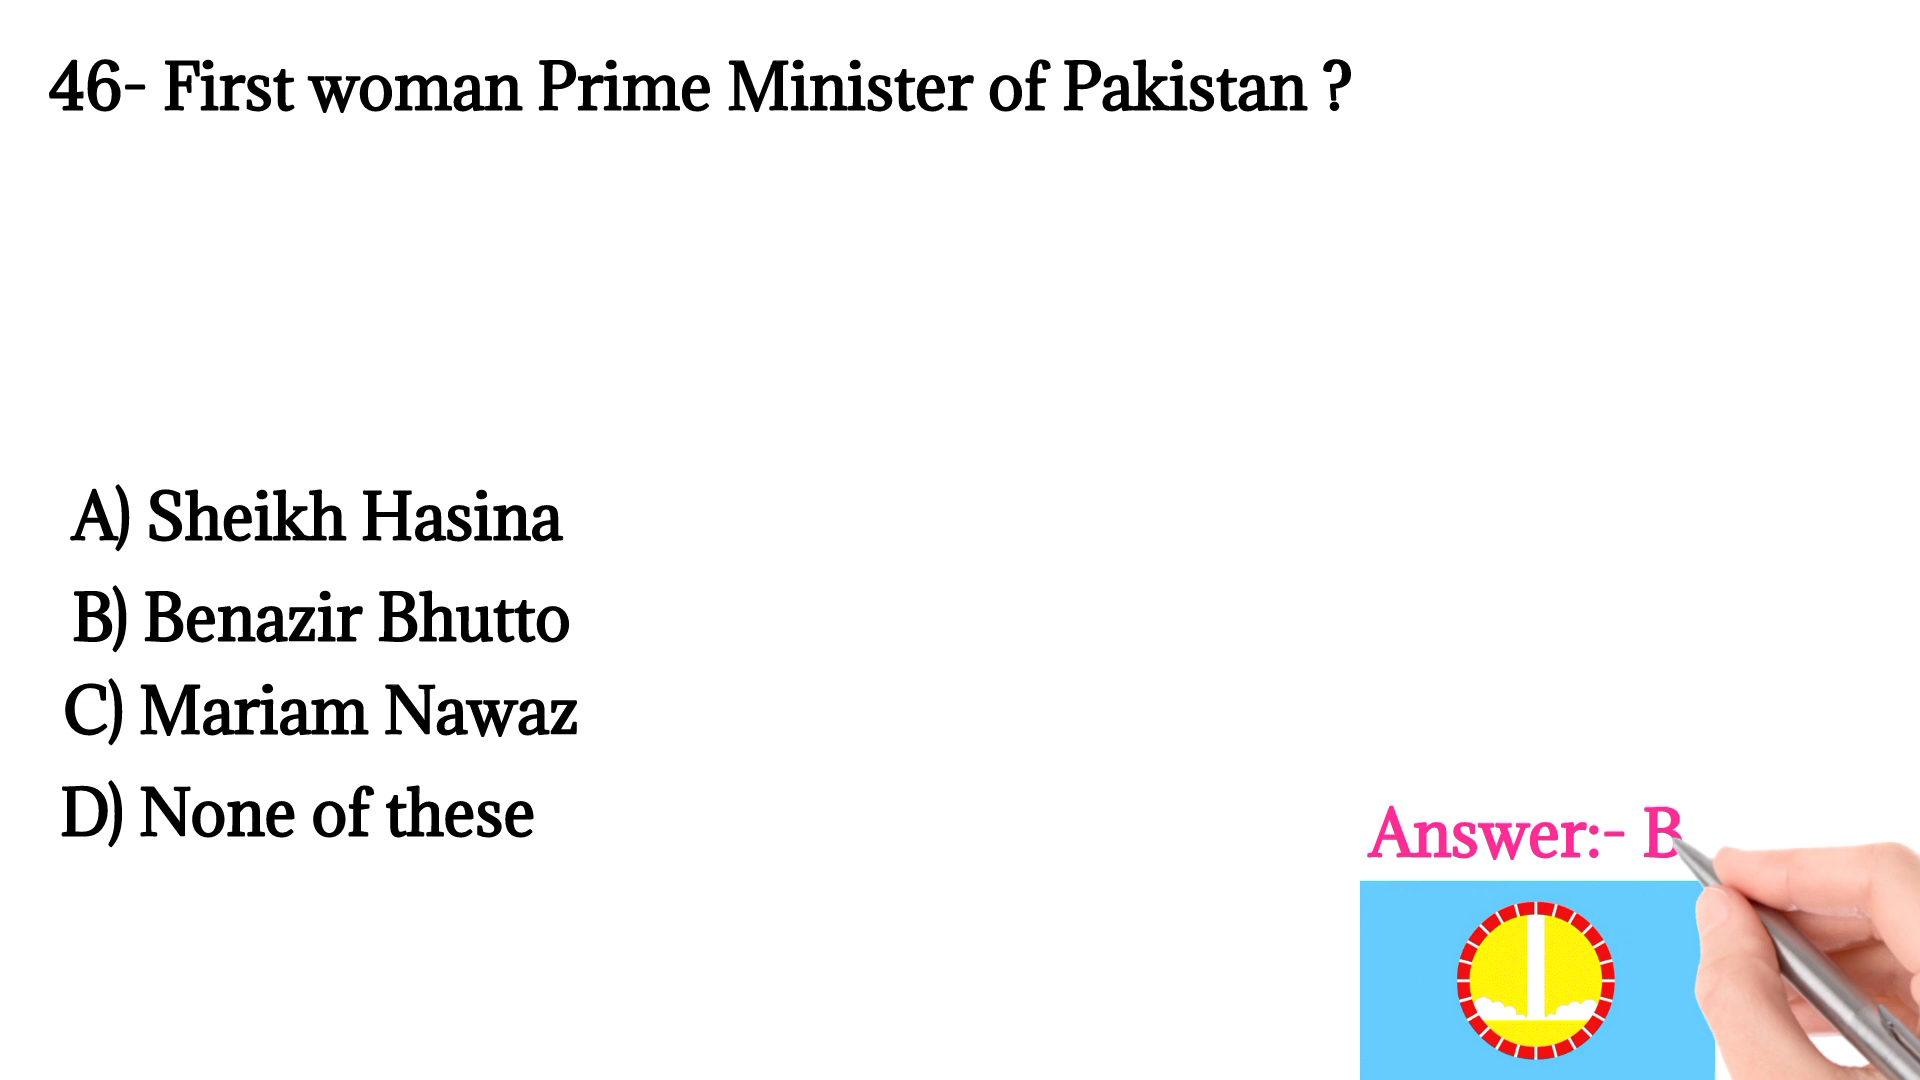 46- First woman Prime Minister of Pakistan ?
A) Sheikh Hasina
B) Benazir Bhutto
C) Mariam Nawaz
D) None of these
Answer:- B